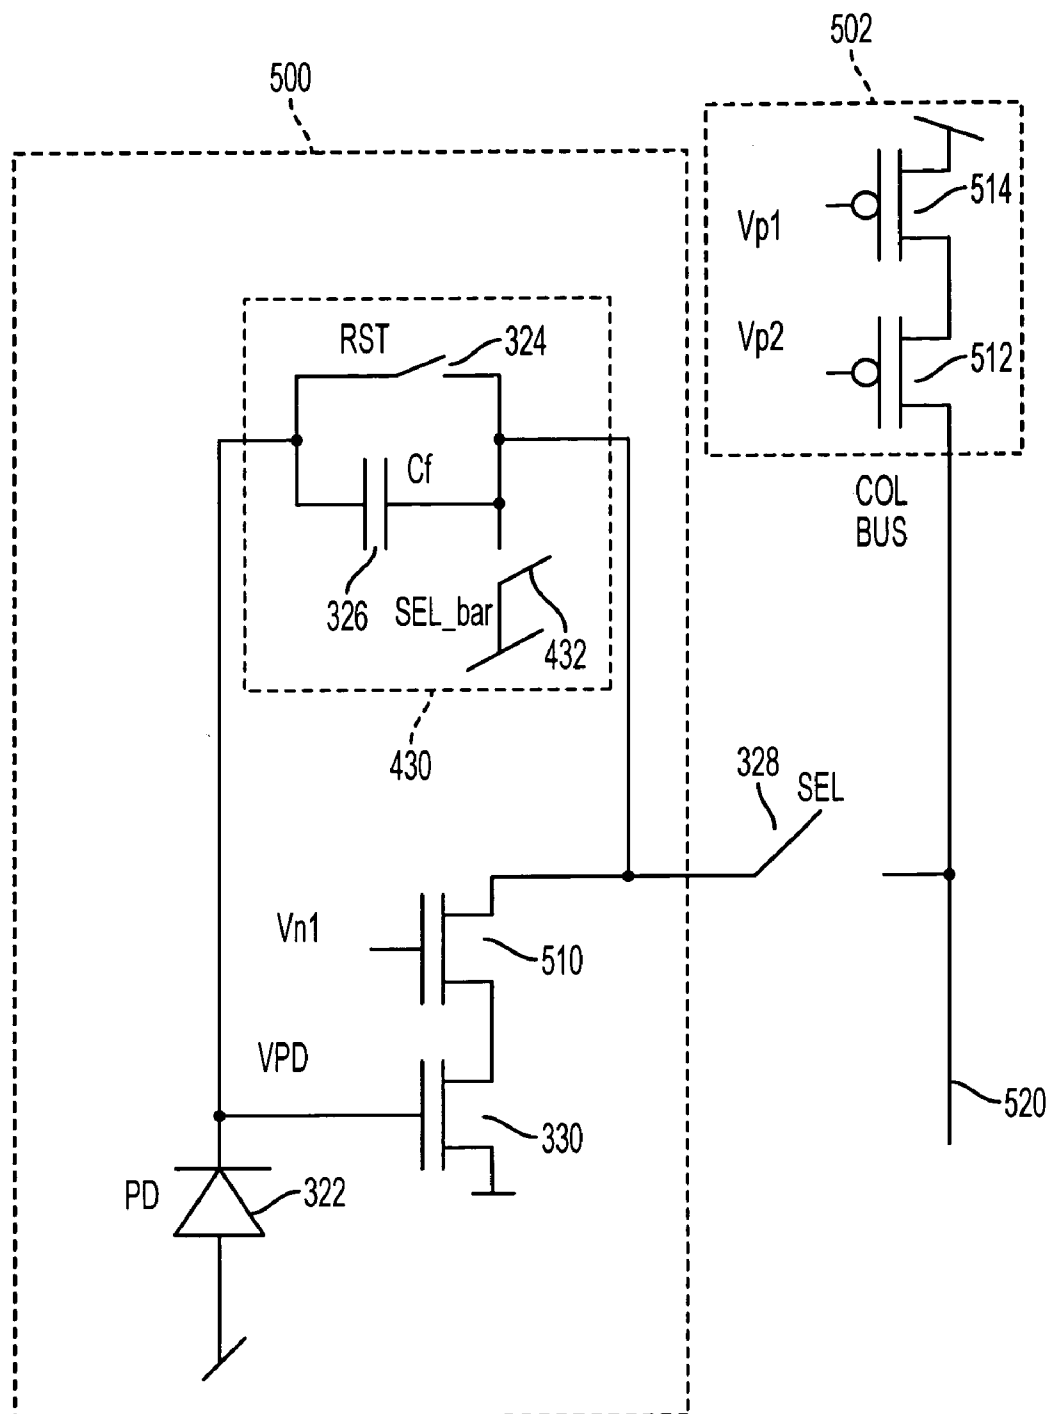 502
500
514
Vp1
RST
324
Vp2
512
Cf
COL
BUS
326
SEL_bar
432
430
328
SEL
Vn1
510
VPD
330
520
PD
322